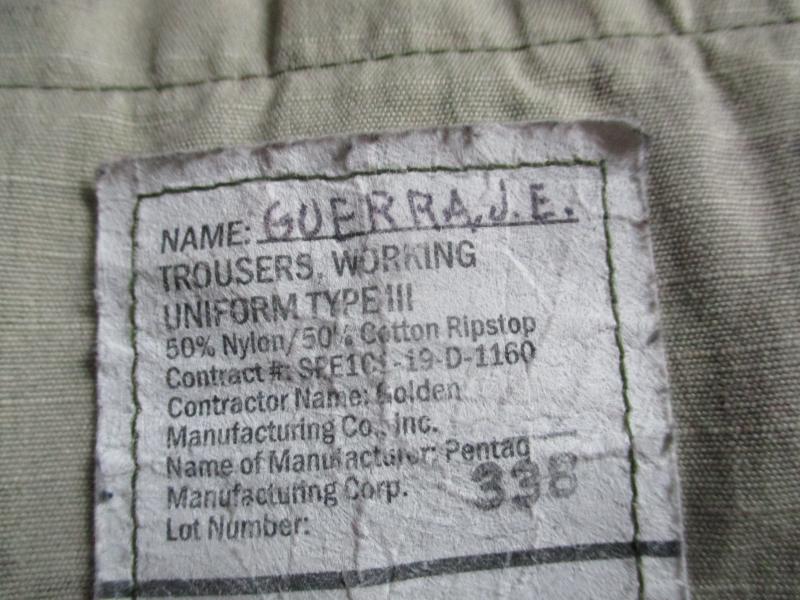 NAME: GUERRA, J. E.
TROUSERS, WORKING
UNIFORM TYPE III
50% Nylon/50% Cotton Ripstop
Contract #: SPE1C1-19-D-1160
Contractor Name: Golden
Manufacturing Co., Inc.
Name of Manufacturer: Pentaq
Manufacturing Corp.
338
Lot Number: